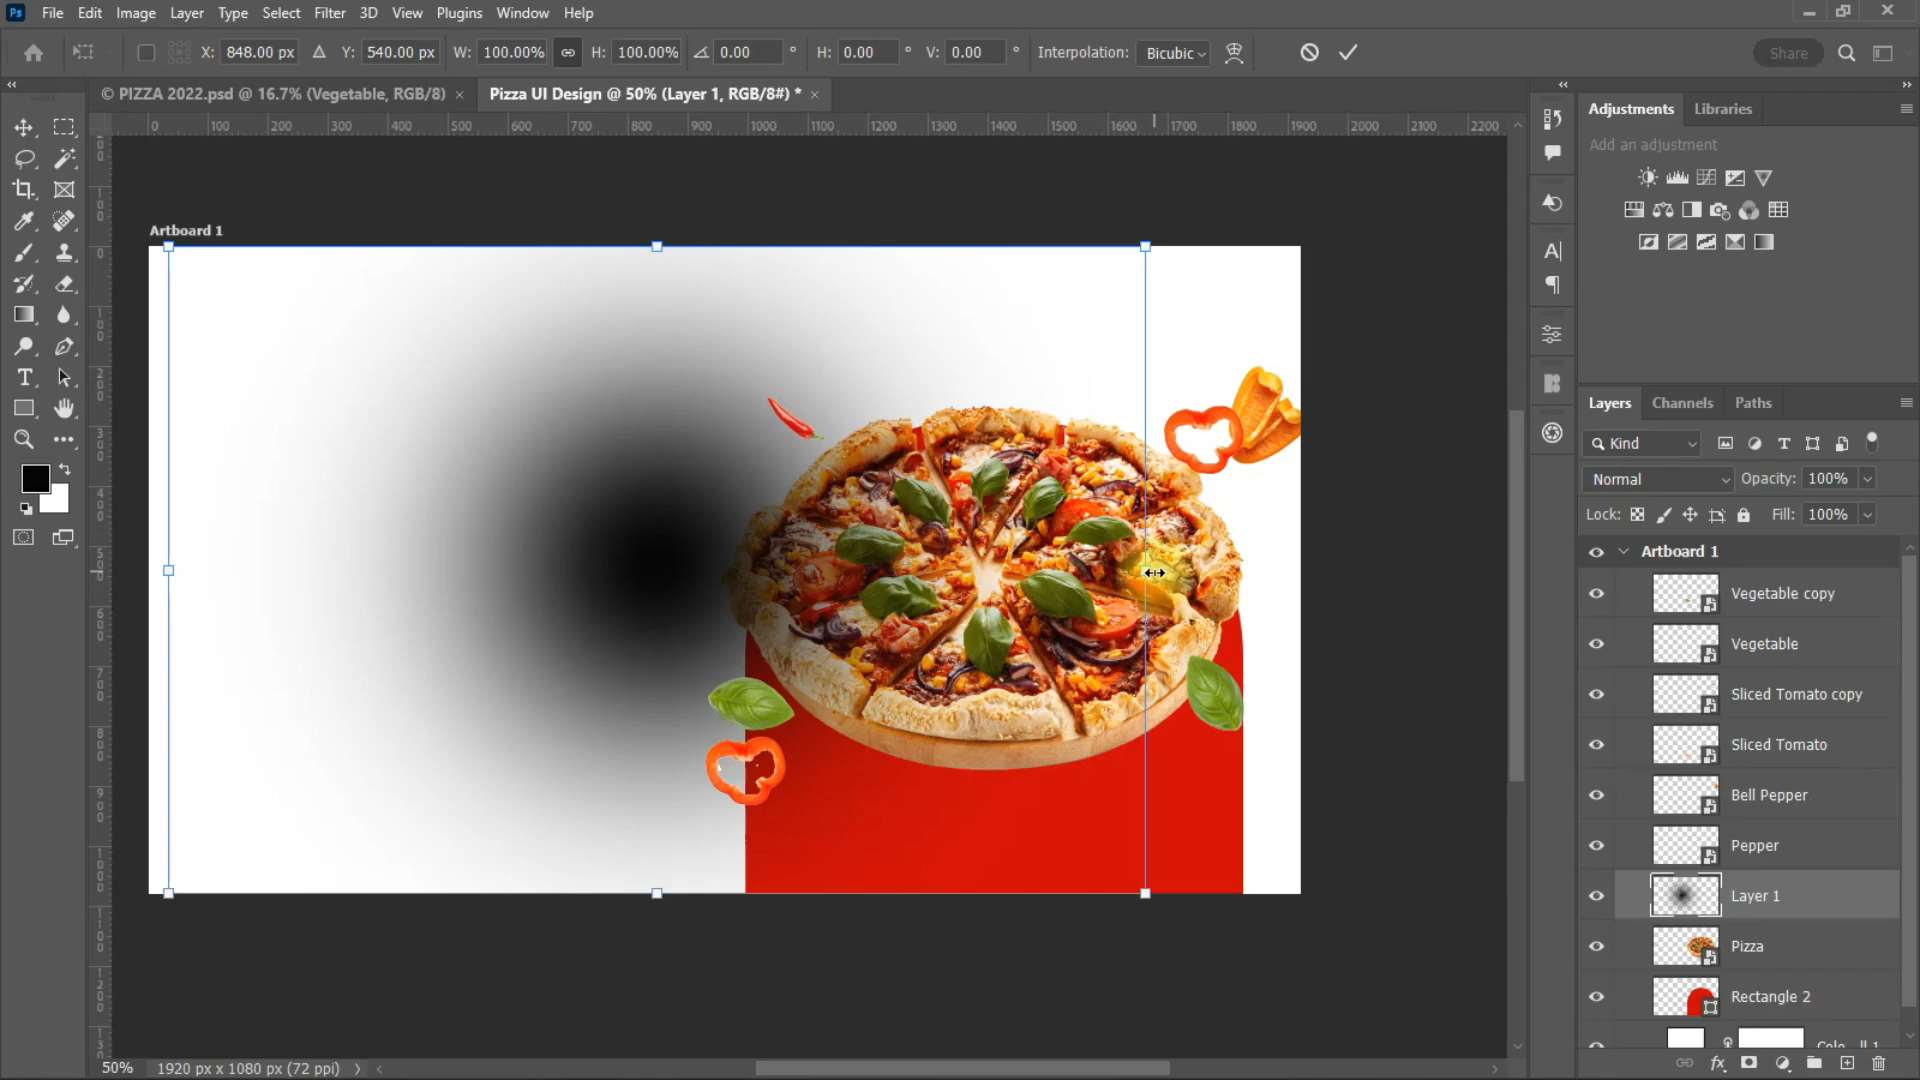 Ps File Edit Image Layer Type Select Filter 3D View Plugins Window Help
X: 848.00 px Y: 540.00 px W: 100.00% H: 100.00% 0.00 ° H: 0.00 ° V: 0.00 ° Interpolation: Bicubic Share
© PIZZA 2022.psd @ 16.7% (Vegetable, RGB/8) × Pizza UI Design @ 50% (Layer 1, RGB/8#) * ×
0 100 200 300 400 500 600 700 800 900 1000 1100 1200 1300 1400 1500 1600 1700 1800 1900 2000 2100 2200
Artboard 1
Adjustments Libraries
Add an adjustment
Layers Channels Paths
Kind
Normal Opacity: 100%
Lock: Fill: 100%
Artboard 1
Vegetable copy
Vegetable
Sliced Tomato copy
Sliced Tomato
Bell Pepper
Pepper
Layer 1
Pizza
Rectangle 2
50% 1920 px x 1080 px (72 ppi)